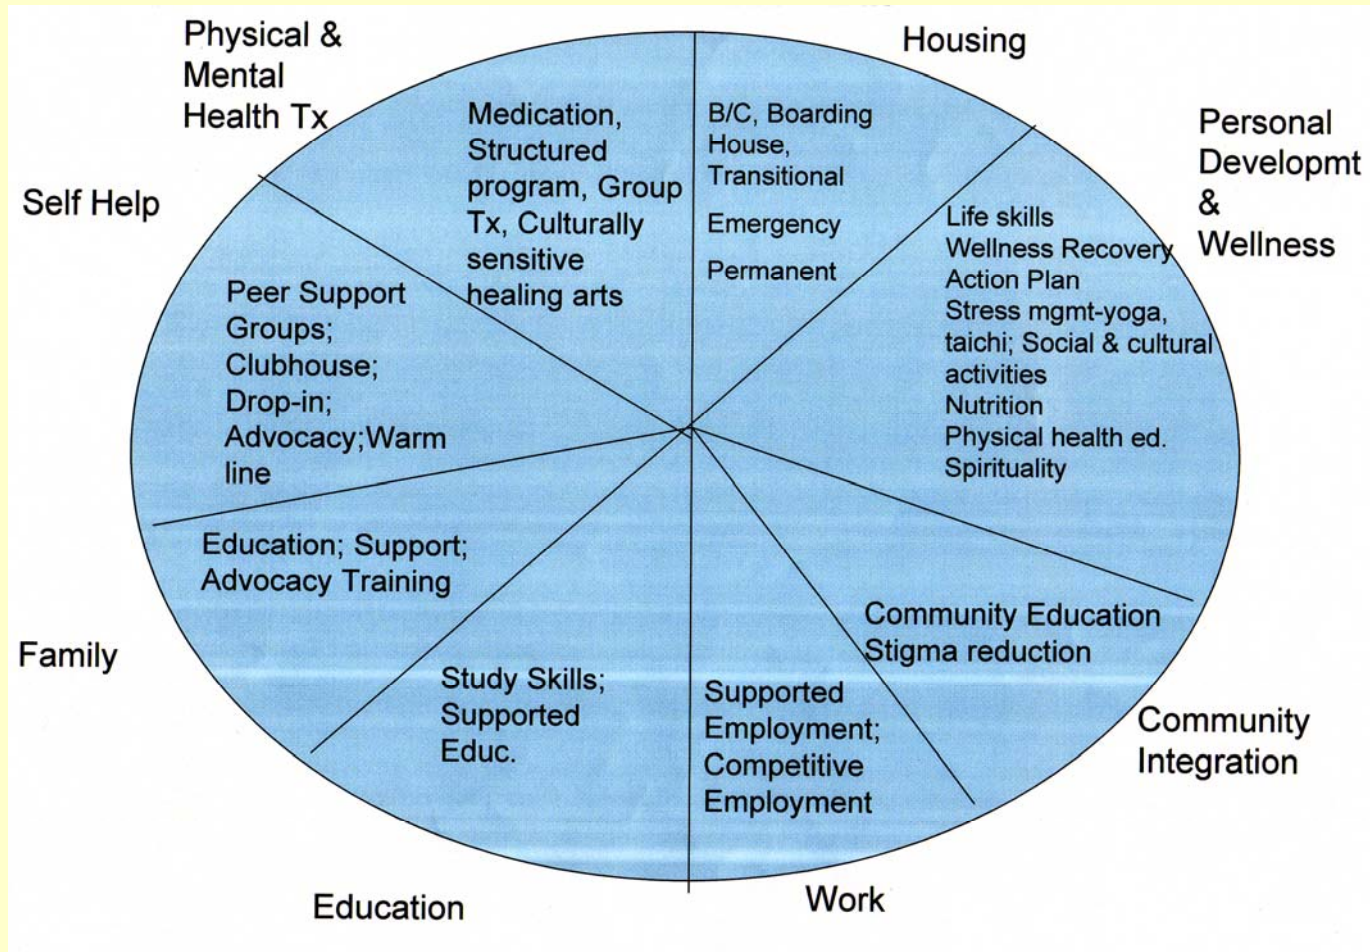 Physical &
Mental
Health Tx
Medication,
Structured
program, Group
Tx, Culturally
sensitive
healing arts
Housing
B/C, Boarding
House,
Transitional
Emergency
Permanent
Personal
Developmt
&
Wellness
Life skills
Wellness Recovery
Action Plan
Stress mgmt-yoga,
taichi; Social & cultural
activities
Nutrition
Physical health ed.
Spirituality
Community Education
Stigma reduction
Community
Integration
Supported
Employment;
Competitive
Employment
Work
Study Skills;
Supported
Educ.
Education
Education; Support;
Advocacy Training
Family
Self Help
Peer Support
Groups;
Clubhouse;
Drop-in;
Advocacy;Warm
line